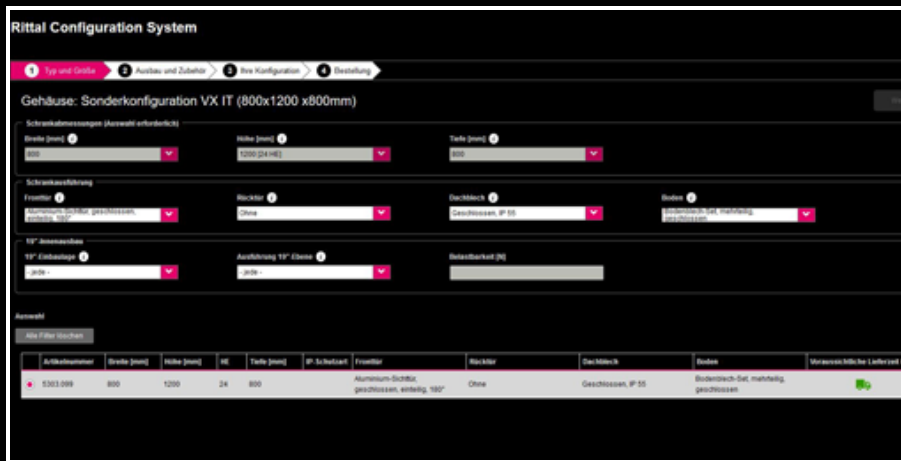 Rittal Configuration System
1 Typ und Größe 2 Ausbau und Zubehör 3 Ihre Konfiguration 4 Bestellung
Gehäuse: Sonderkonfiguration VX IT (800x1200 x800mm)
Schrankabmessungen (Auswahl erforderlich)
Breite [mm] Höhe [mm] Tiefe [mm]
800 1200 [24 HE] 800
Schrankausführung
Fronttür Rücktür Dachblech Boden
Aluminium-Sichttür, geschlossen, einteilig, 180° Ohne Geschlossen, IP 55 Bodenblech-Set, mehrteilig, geschlossen
19"-Innenausbau
19"-Einbaulage Ausführung 19"-Ebene Belastbarkeit [N]
- jede - - jede -
Auswahl
Alle Filter löschen
Artikelnummer Breite [mm] Höhe [mm] HE Tiefe [mm] IP-Schutzart Fronttür Rücktür Dachblech Boden Voraussichtliche Lieferzeit
5303.099 800 1200 24 800 Aluminium-Sichttür, Ohne Geschlossen, IP 55 Bodenblech-Set, mehrteilig,
geschlossen, einteilig, 180° geschlossen